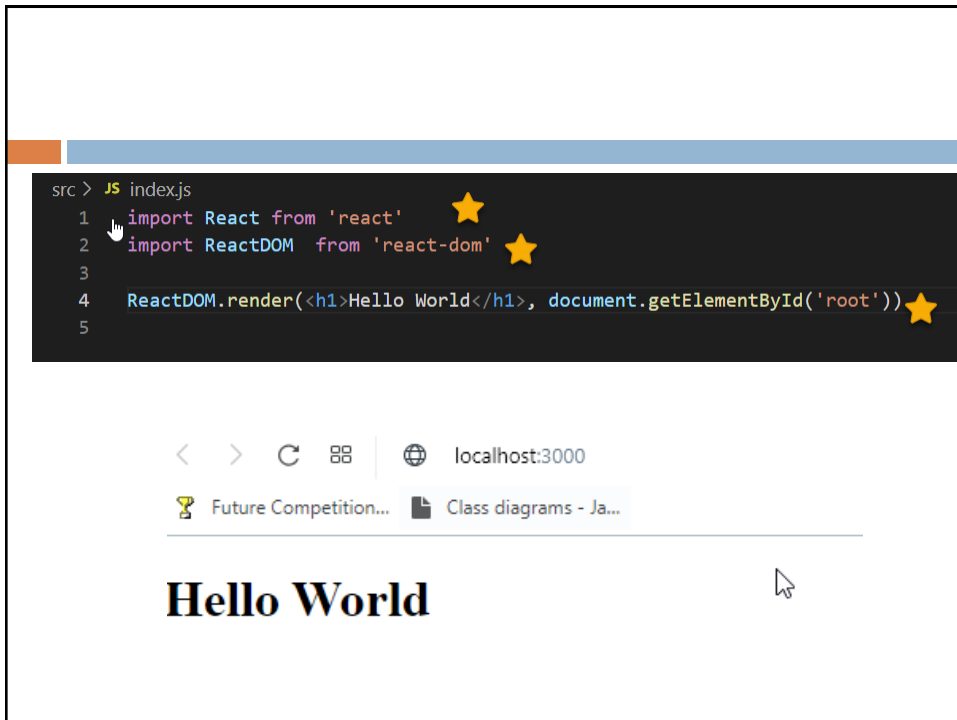 src > JS index.js
1 import React from 'react'
2 import ReactDOM  from 'react-dom'
3
4 ReactDOM.render(<h1>Hello World</h1>, document.getElementById('root'))
5
localhost:3000
Future Competition... Class diagrams - Ja...
Hello World